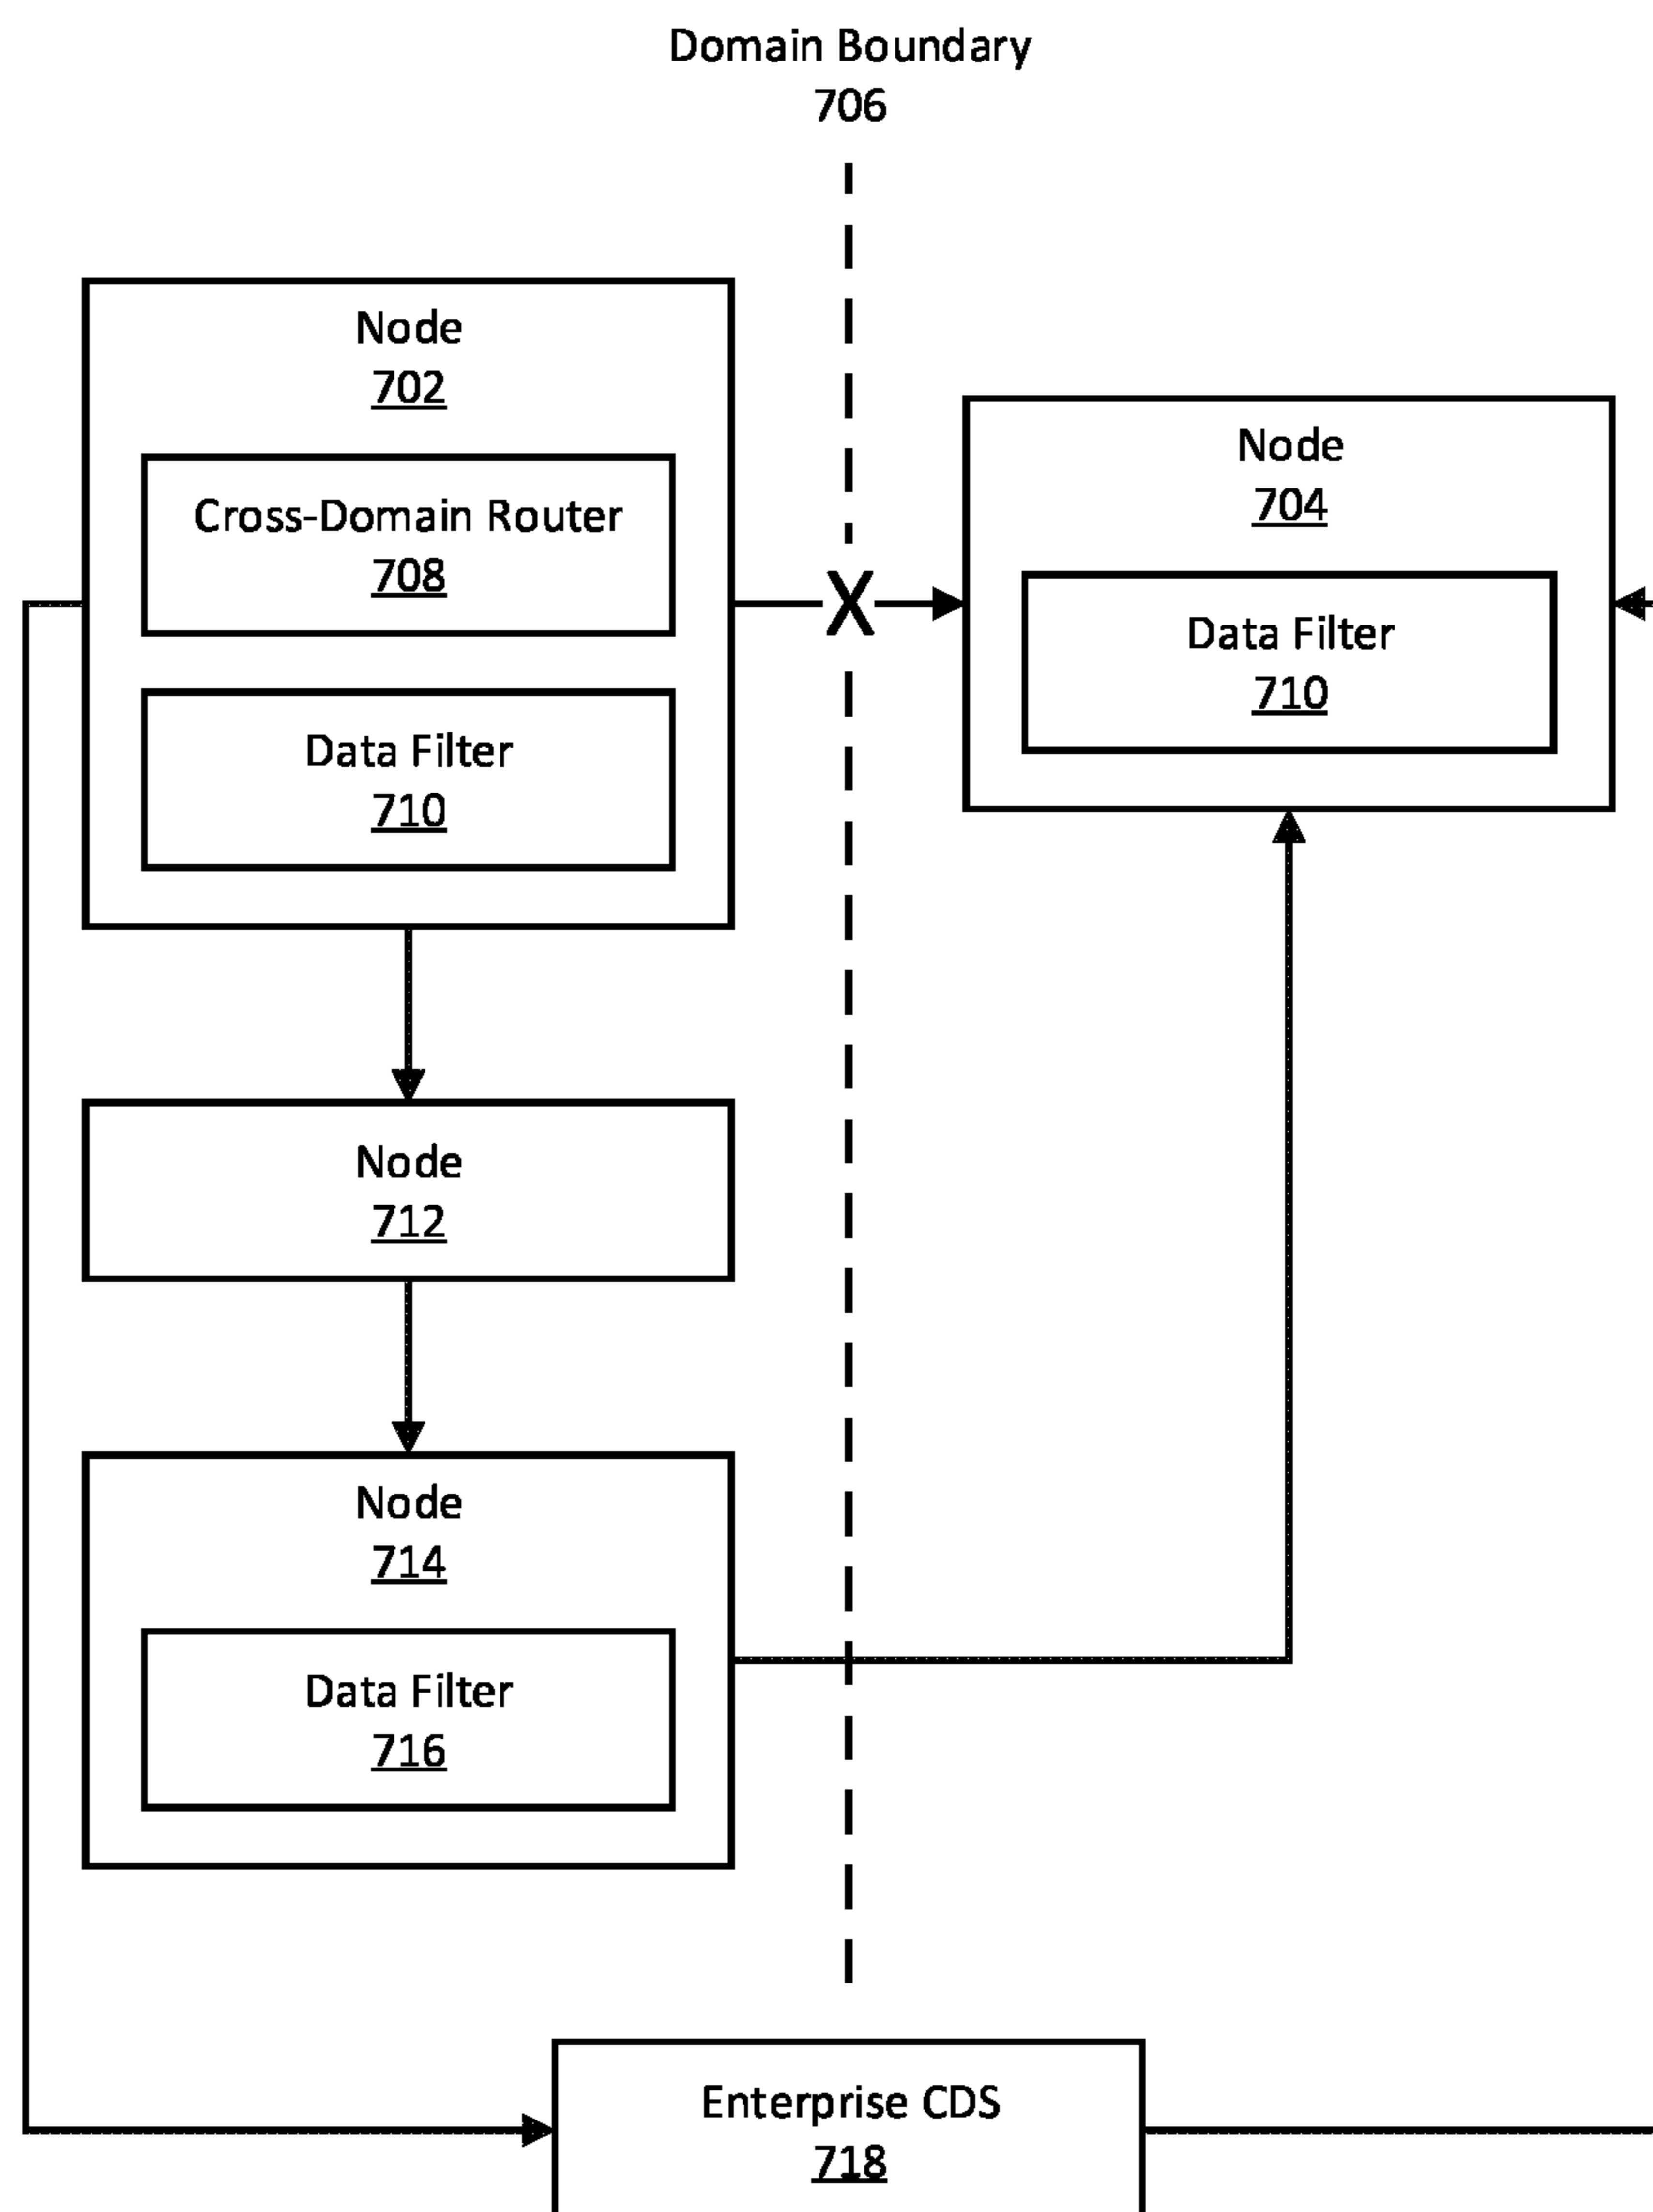 Domain Boundary
706
Node
702
Cross-Domain Router
708
Data Filter
710
X
Node
704
Data Filter
710
Node
712
Node
714
Data Filter
716
Enterprise CDS
718